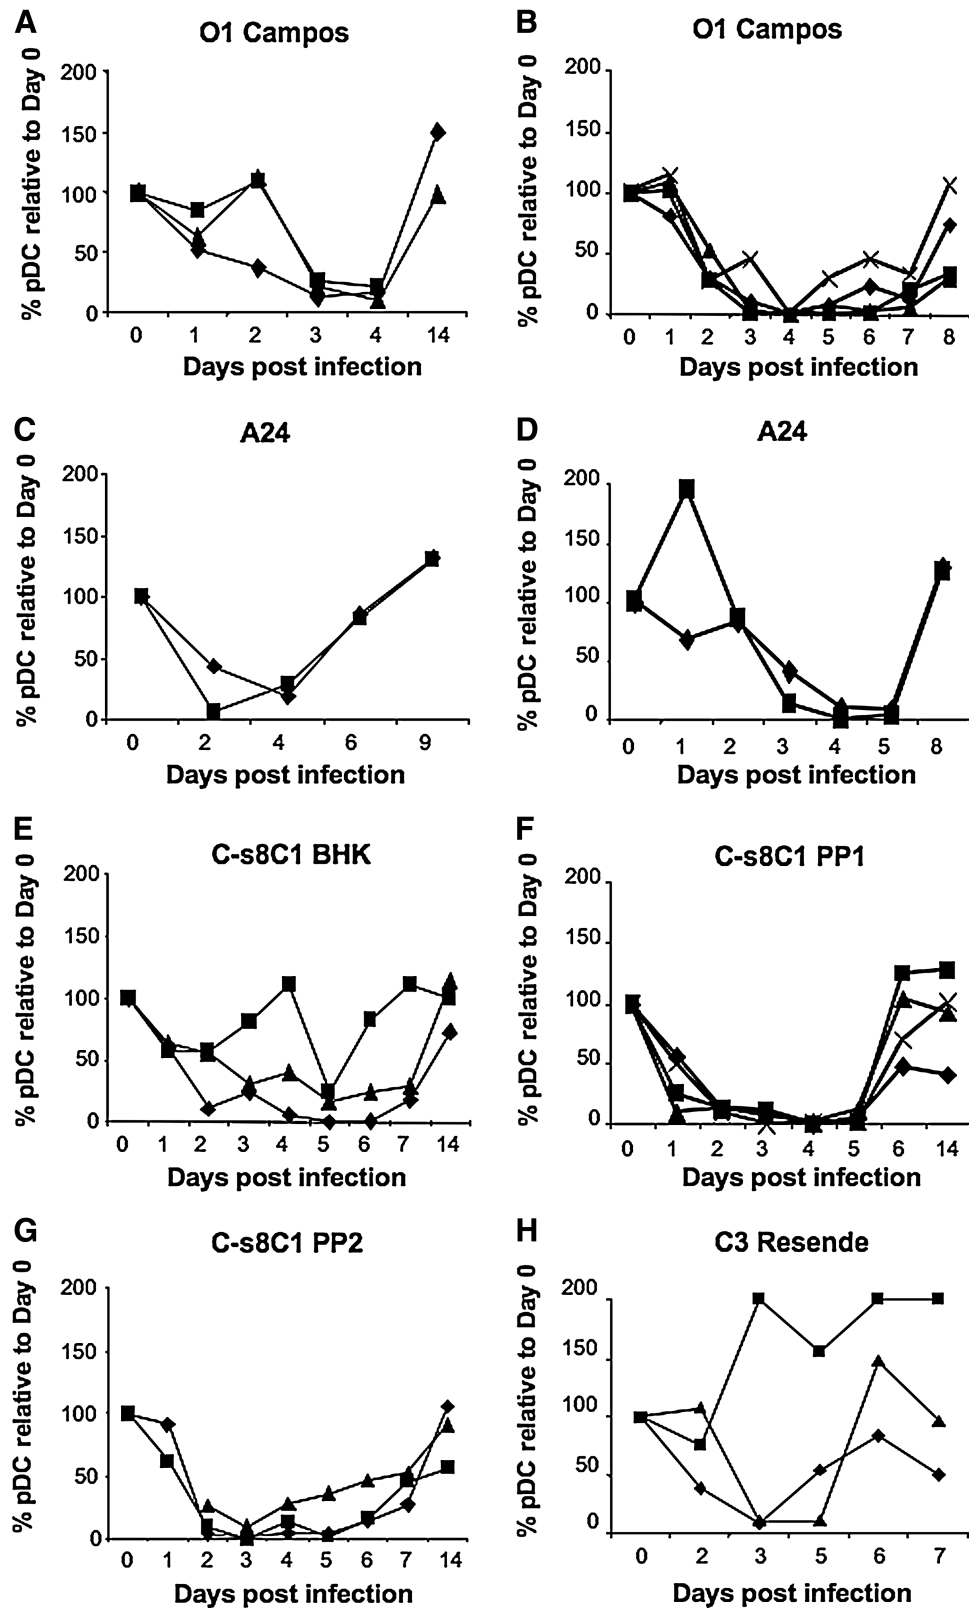 A
O1 Campos
% pDC relative to Day 0
200
150
100
50
0
0 1 2 3 4 14
Days post infection
B
O1 Campos
% pDC relative to Day 0
200
150
100
50
0
0 1 2 3 4 5 6 7 8
Days post infection
C
A24
% pDC relative to Day 0
200
150
100
50
0
0 2 4 6 9
Days post infection
D
A24
% pDC relative to Day 0
200
150
100
50
0
0 1 2 3 4 5 8
Days post infection
E
C-s8C1 BHK
% pDC relative to Day 0
200
150
100
50
0
0 1 2 3 4 5 6 7 14
Days post infection
F
C-s8C1 PP1
% pDC relative to Day 0
200
150
100
50
0
0 1 2 3 4 5 6 14
Days post infection
G
C-s8C1 PP2
% pDC relative to Day 0
200
150
100
50
0
0 1 2 3 4 5 6 7 14
Days post infection
H
C3 Resende
% pDC relative to Day 0
200
150
100
50
0
0 2 3 5 6 7
Days post infection